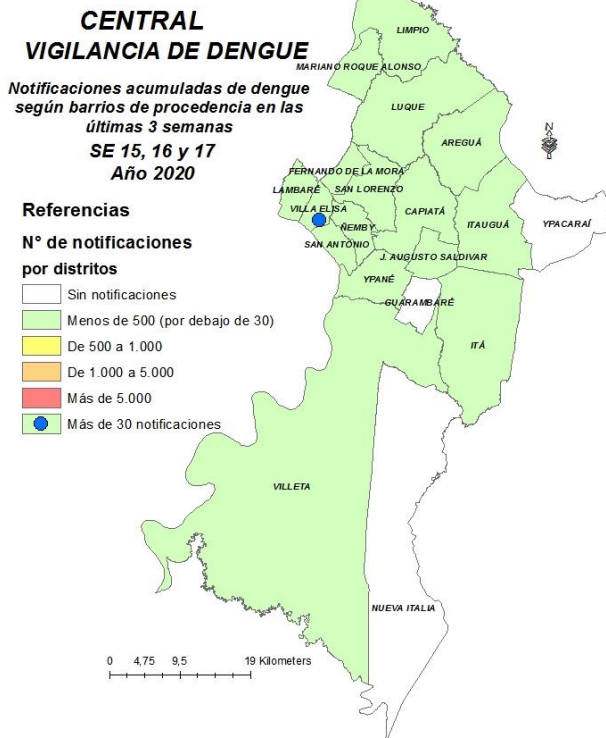 CENTRAL
VIGILANCIA DE DENGUE
Notificaciones acumuladas de dengue
según barrios de procedencia en las
últimas 3 semanas
SE 15, 16 y 17
Año 2020
Referencias
N° de notificaciones
por distritos
Sin notificaciones
Menos de 500 (por debajo de 30)
De 500 a 1.000
De 1.000 a 5.000
Más de 5.000
Más de 30 notificaciones
LIMPIO
MARIANO ROQUE ALONSO
LUQUE
AREGUÁ
N
FERNANDO DE LA MORA
LAMBARÉ
SAN LORENZO
VILLA ELISA
CAPIATÁ
ITAUGUÁ
YPACARAÍ
ÑEMBY
SAN ANTONIO
J. AUGUSTO SALDIVAR
YPANÉ
GUARAMBARÉ
ITÁ
VILLETA
NUEVA ITALIA
0 4,75 9,5 19 Kilometers